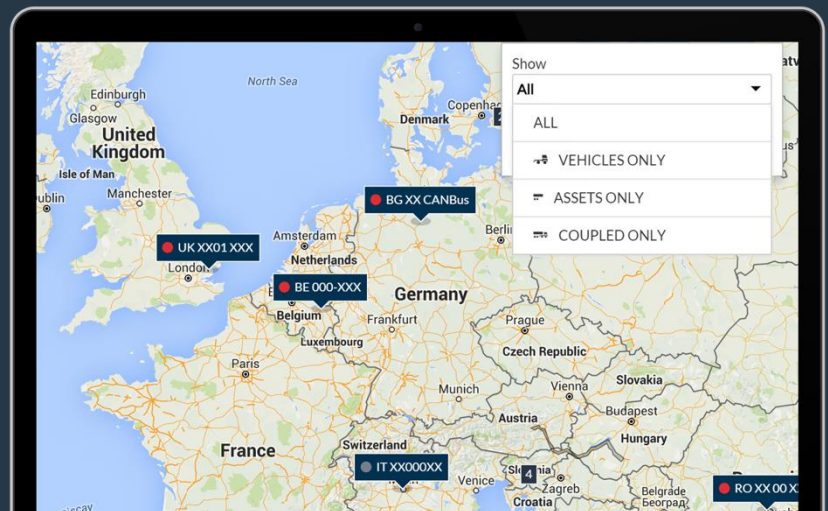 Show
All
ALL
VEHICLES ONLY
ASSETS ONLY
COUPLED ONLY
North Sea
Edinburgh
Glasgow
United
Kingdom
Isle of Man
Manchester
Denmark
BG XX CANBus
UK XX01 XXX
London
Amsterdam
Netherlands
BE 000-XXX
Belgium
Germany
Frankfurt
Luxembourg
Prague
Czech Republic
Paris
Munich
Vienna
Slovakia
Austria
Budapest
Hungary
France
Switzerland
IT XX000XX
Venice
4
Zagreb
Croatia
Belgrade
Београд
RO XX 00 X